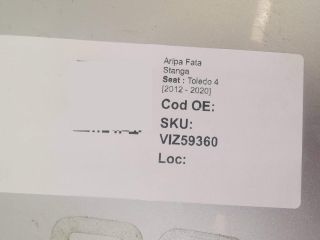 Aripa Fata
Stanga
Seat : Toledo 4
[2012 - 2020]
Cod OE:
SKU:
VIZ59360
Loc: